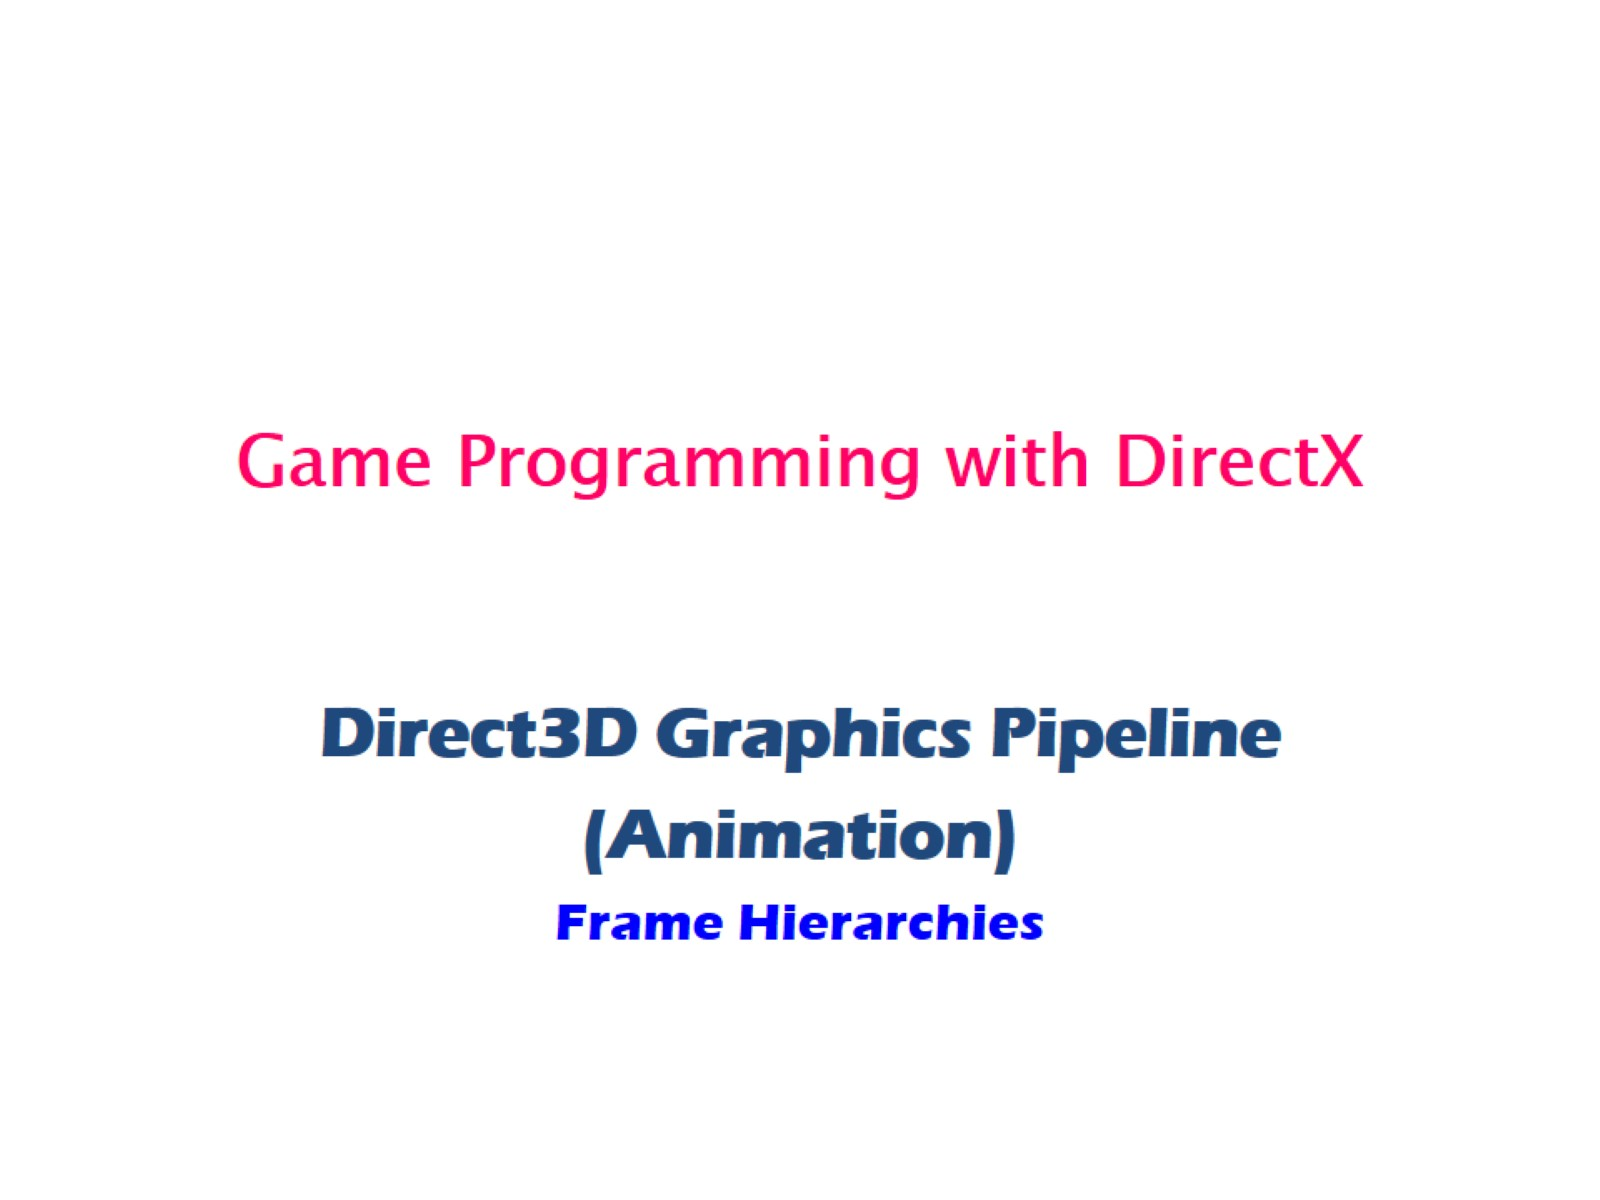 Game Programming with DirectX
Direct3D Graphics Pipeline
(Animation)
Frame Hierarchies